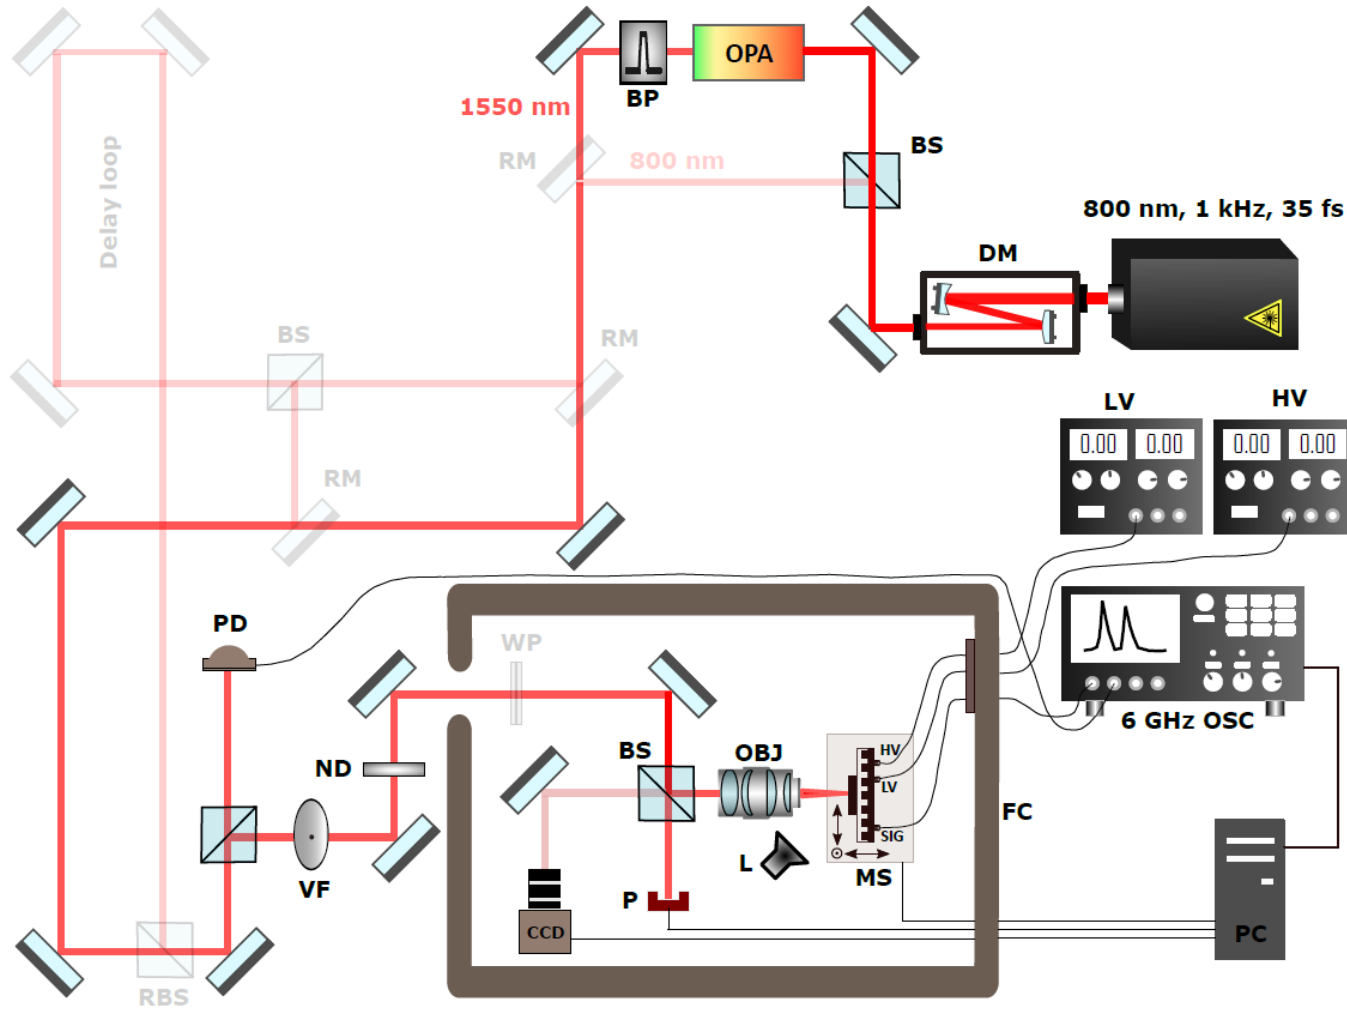 OPA
BP
1550 nm
BS
RM
800 nm
Delay loop
800 nm, 1 kHz, 35 fs
DM
BS
RM
LV
HV
0.00
0.00
0.00
0.00
RM
PD
WP
6 GHz OSC
ND
BS
OBJ
HV
LV
SIG
FC
VF
L
MS
P
CCD
PC
RBS